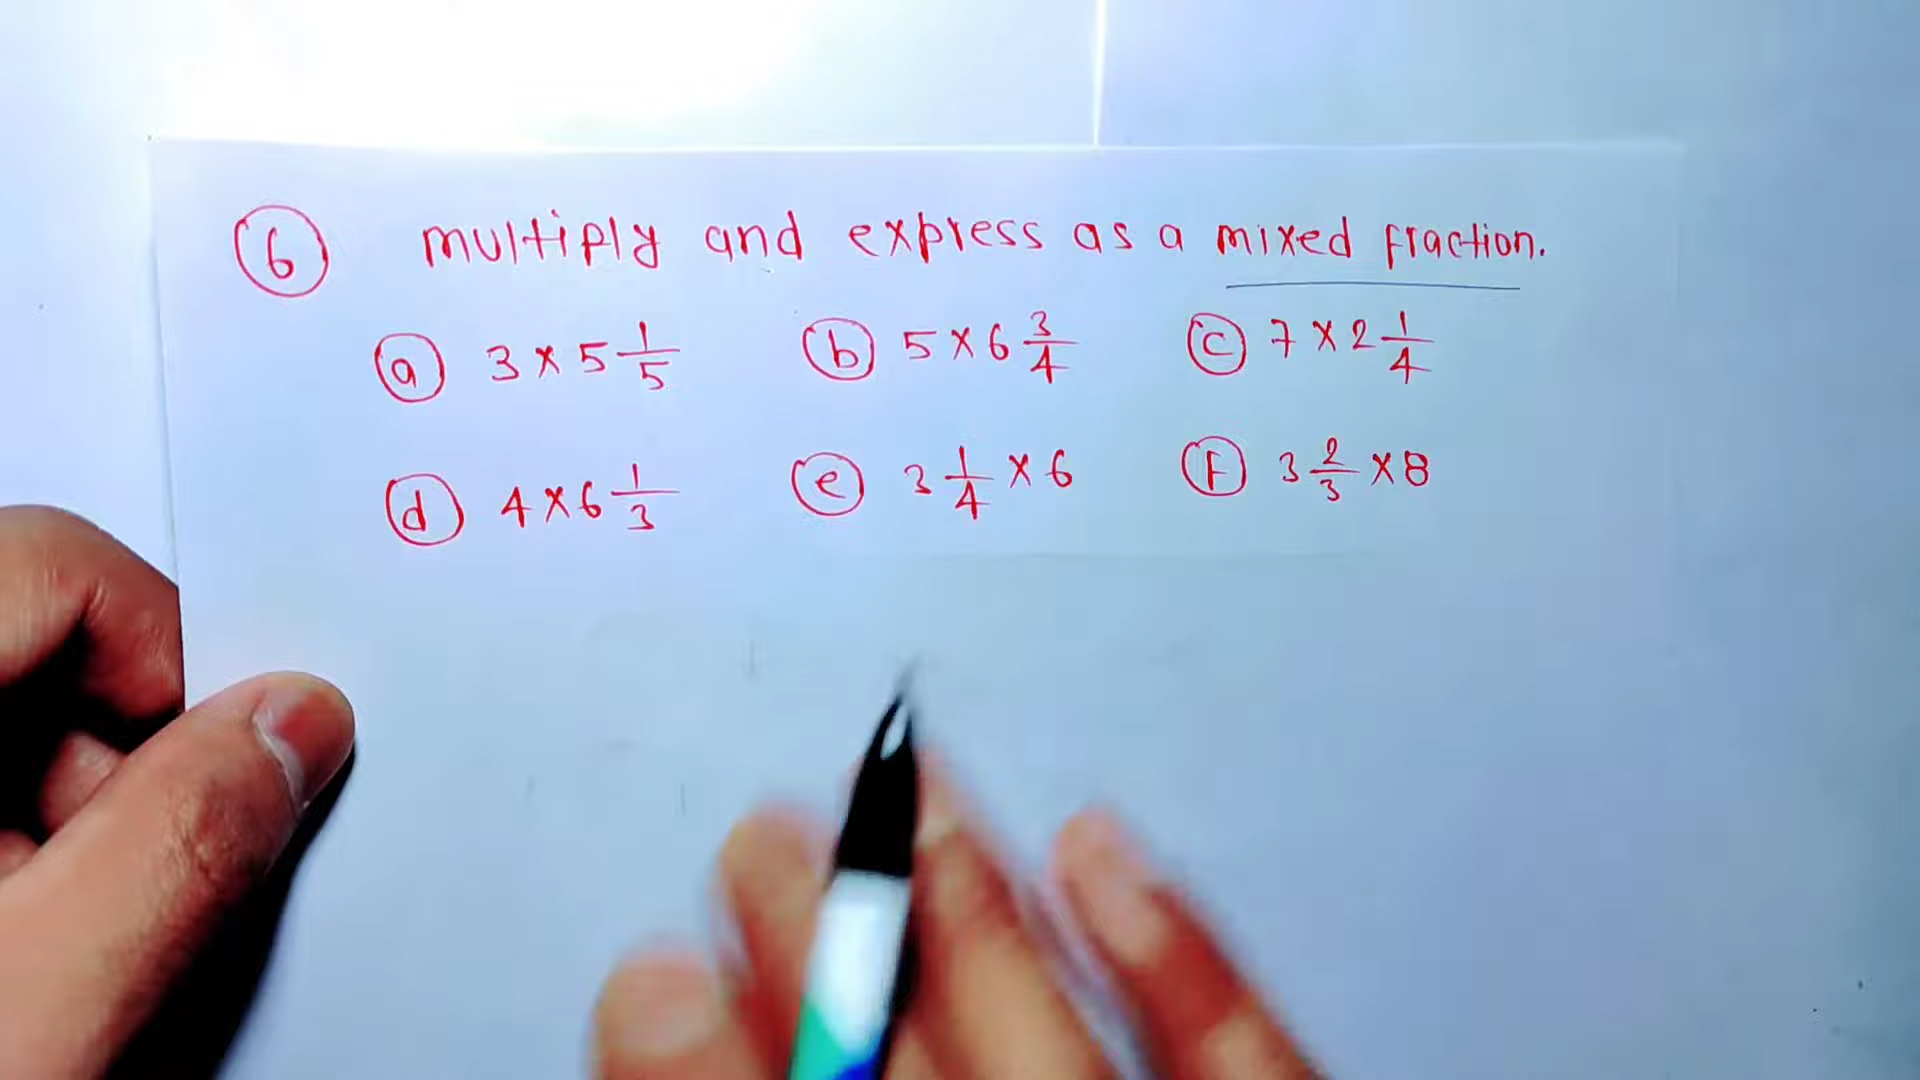 6 multiply and express as a mixed fraction.
a 3 × 5 1/5 b 5 × 6 3/4 c 7 × 2 1/4
d 4 × 6 1/3 e 3 1/4 × 6 f 3 2/3 × 8